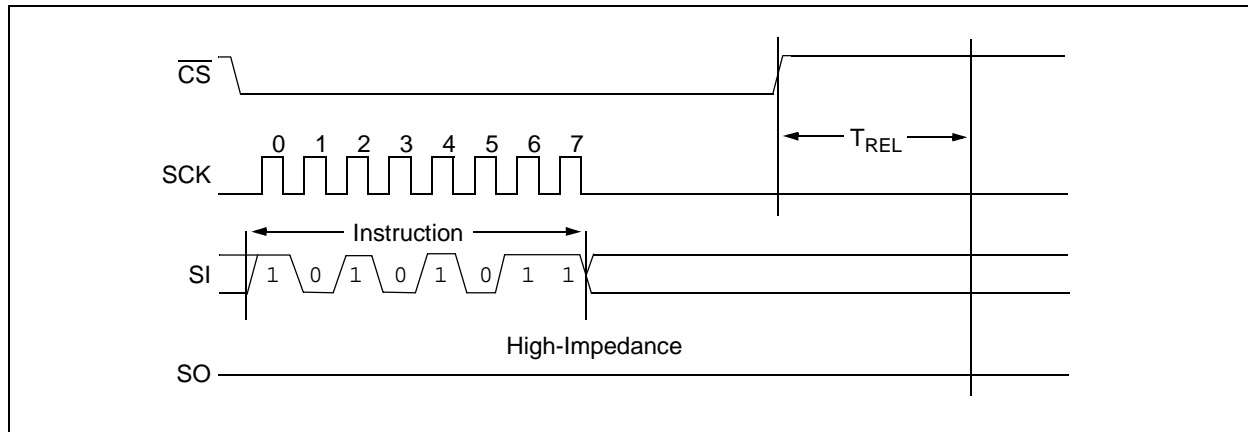 CS
0 1 2 3 4 5 6 7
TREL
SCK
Instruction
SI 1 0 1 0 1 0 1 1
High-Impedance
SO